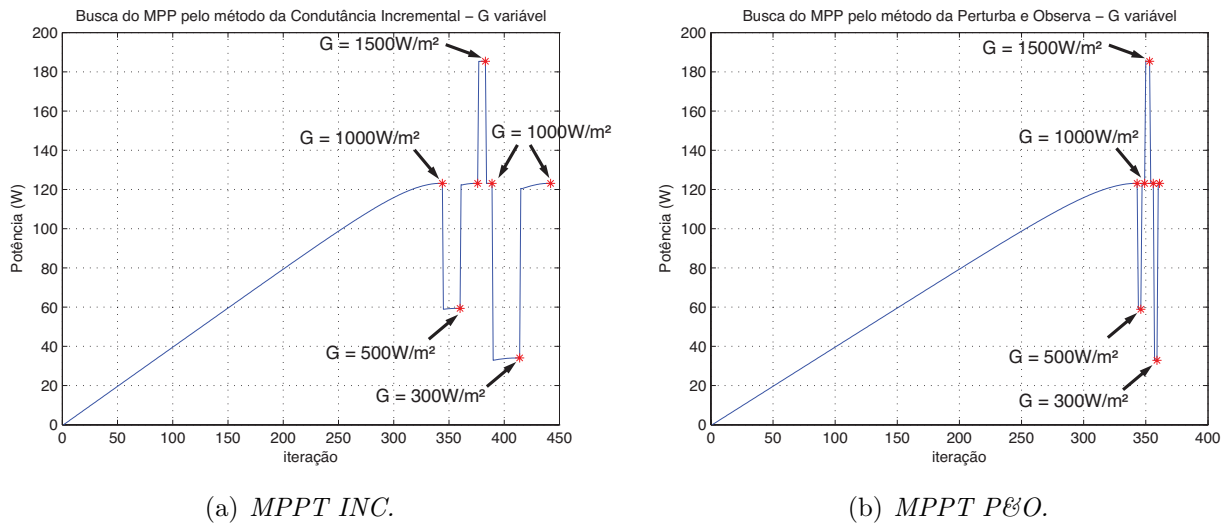 Busca do MPP pelo método da Condutância Incremental – G variável
200
180
160
140
120
100
80
60
40
20
0
Potência (W)
G = 1500W/m²
G = 1000W/m²
G = 1000W/m²
G = 500W/m²
G = 300W/m²
0 50 100 150 200 250 300 350 400 450
iteração
(a) MPPT INC.
Busca do MPP pelo método da Perturba e Observa – G variável
200
180
160
140
120
100
80
60
40
20
0
Potência (W)
G = 1500W/m²
G = 1000W/m²
G = 500W/m²
G = 300W/m²
0 50 100 150 200 250 300 350 400
iteração
(b) MPPT P&O.